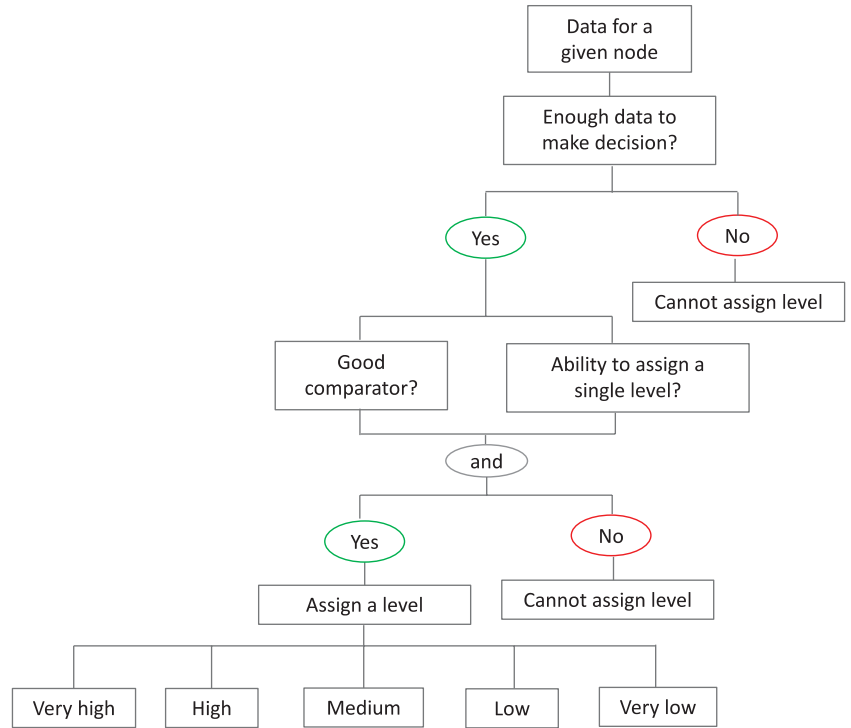 Data for a
given node
Enough data to
make decision?
Yes
No
Cannot assign level
Good
comparator?
Ability to assign a
single level?
and
Yes
No
Assign a level
Cannot assign level
Very high
High
Medium
Low
Very low